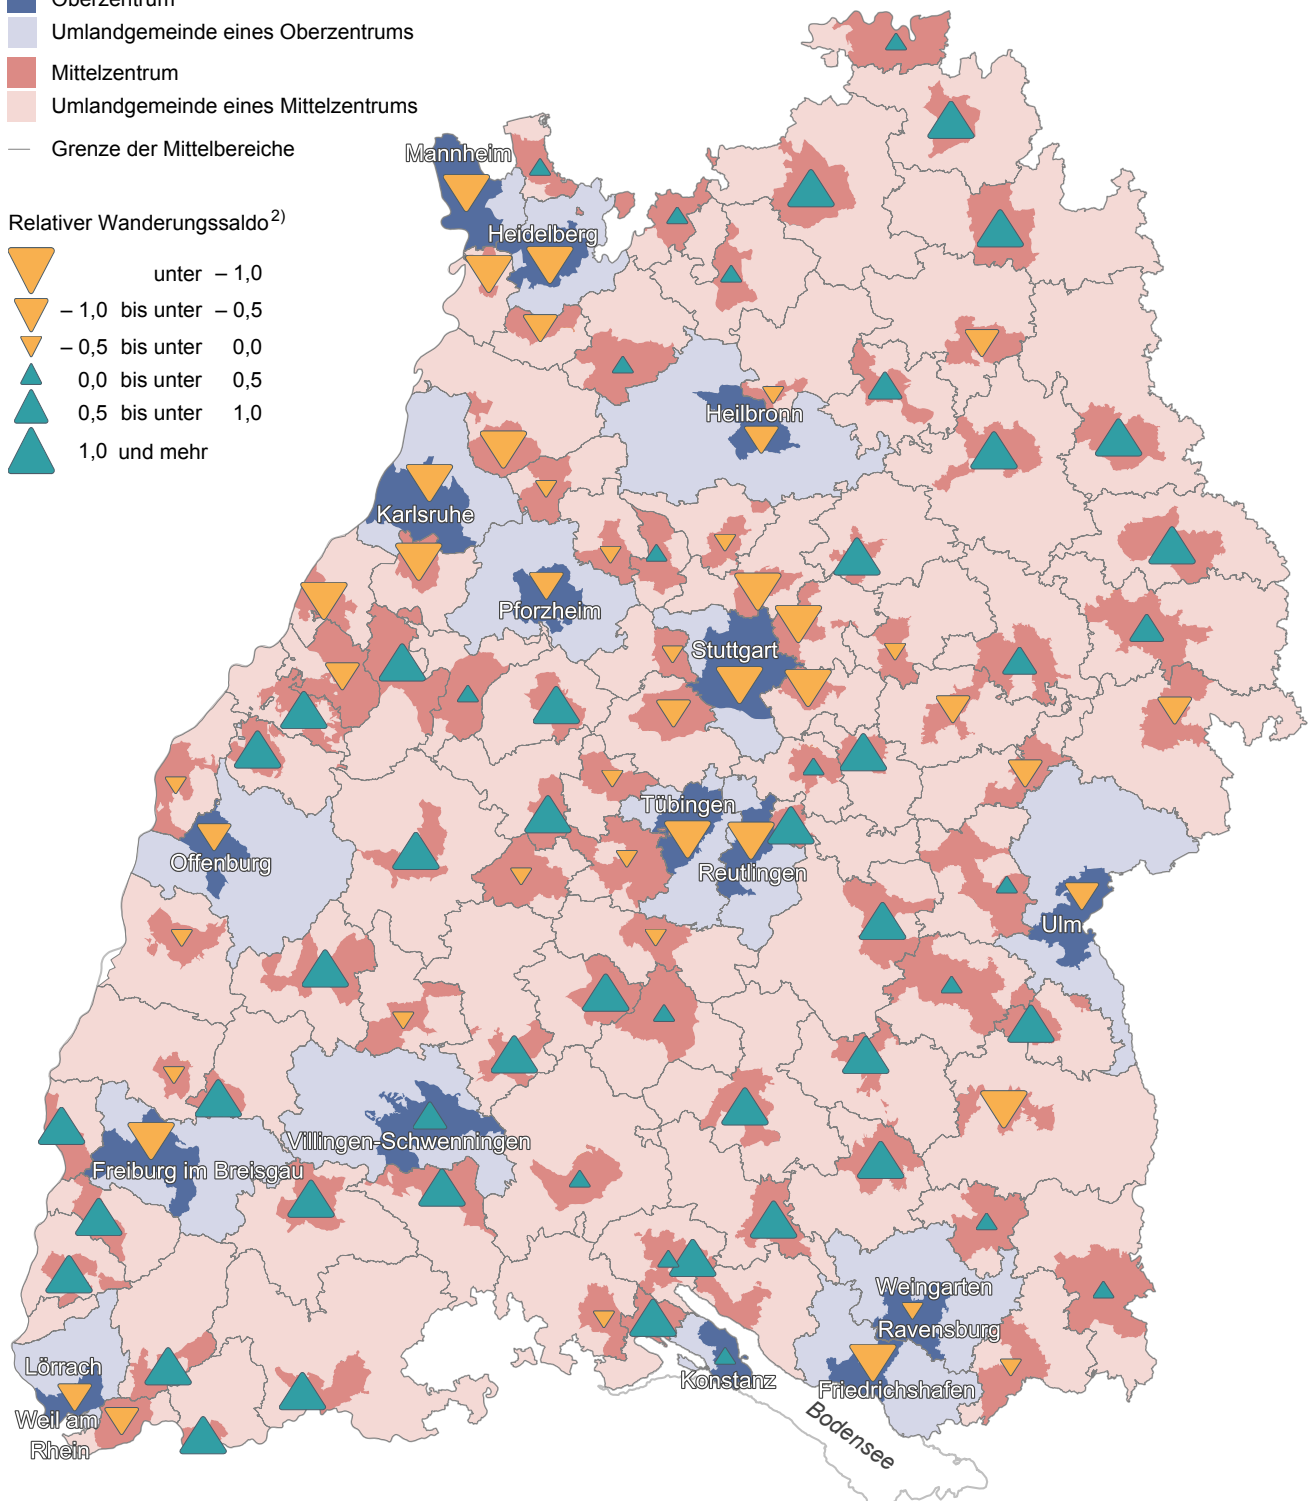 Oberzentrum
Umlandgemeinde eines Oberzentrums
Mittelzentrum
Umlandgemeinde eines Mittelzentrums
Grenze der Mittelbereiche
Relativer Wanderungssaldo2)
unter – 1,0
– 1,0 bis unter – 0,5
– 0,5 bis unter 0,0
0,0 bis unter 0,5
0,5 bis unter 1,0
1,0 und mehr
Mannheim
Heidelberg
Heilbronn
Karlsruhe
Pforzheim
Stuttgart
Tübingen
Reutlingen
Offenburg
Ulm
Villingen-Schwenningen
Freiburg im Breisgau
Weingarten
Ravensburg
Friedrichshafen
Konstanz
Lörrach
Weil am
Rhein
Bodensee